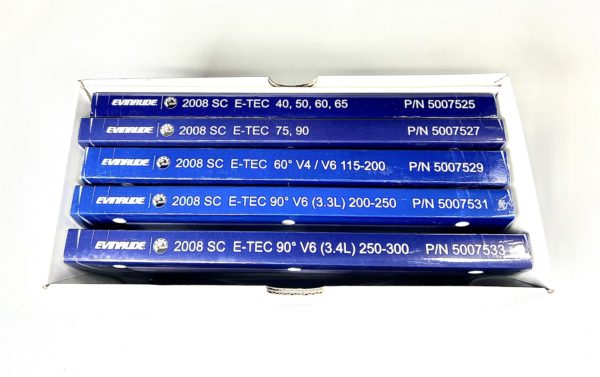 EVINRUDE 2008 SC E-TEC 40, 50, 60, 65 P/N 5007525
EVINRUDE 2008 SC E-TEC 75, 90 P/N 5007527
EVINRUDE 2008 SC E-TEC 60° V4 / V6 115-200 P/N 5007529
EVINRUDE 2008 SC E-TEC 90° V6 (3.3L) 200-250 P/N 5007531
EVINRUDE 2008 SC E-TEC 90° V6 (3.4L) 250-300 P/N 5007533